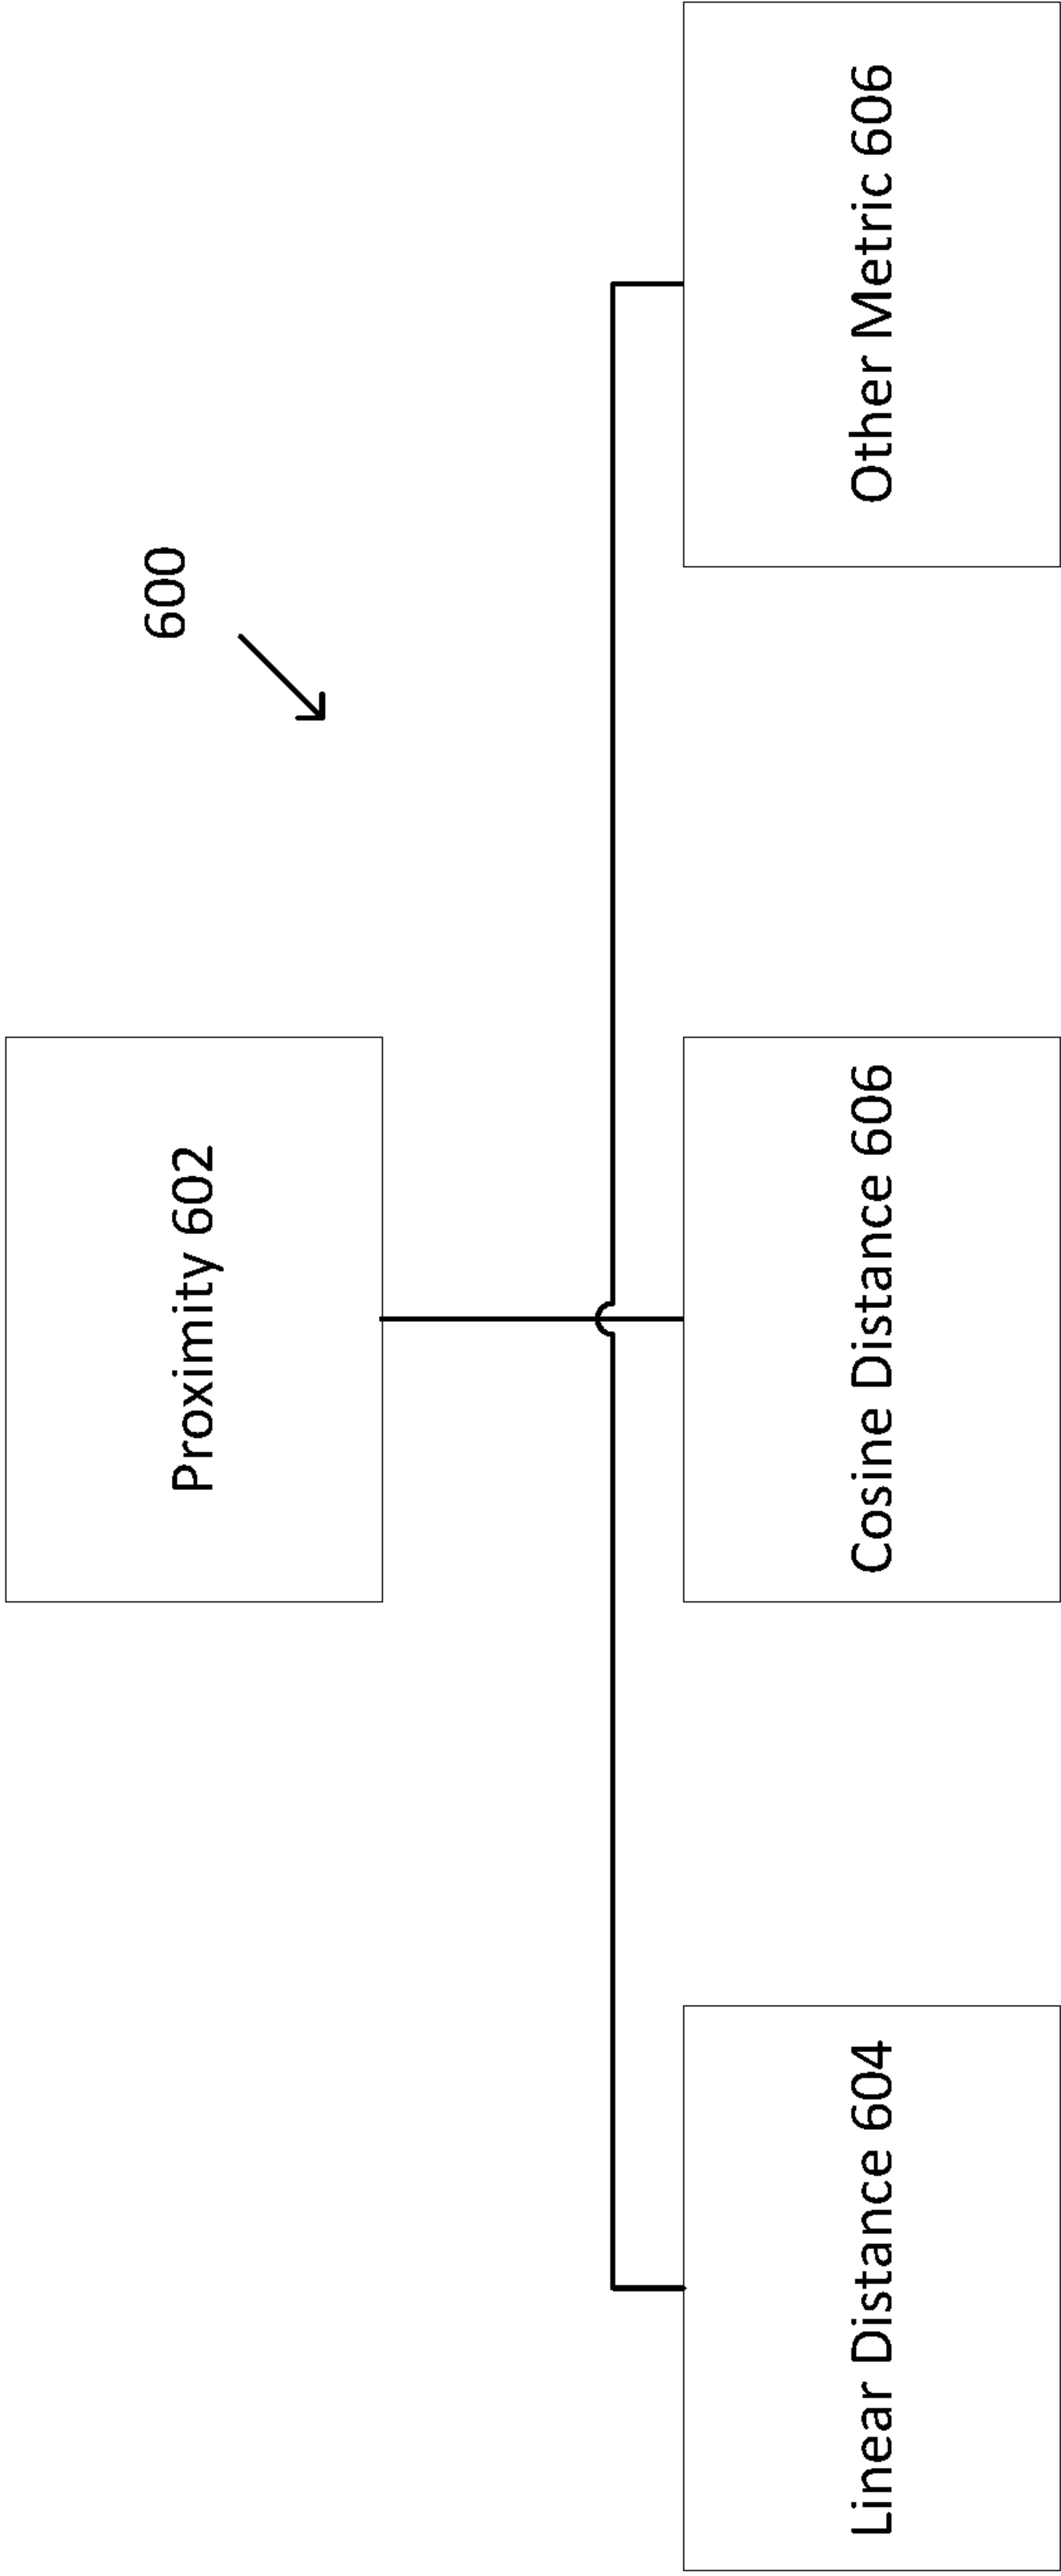 600
Proximity 602
Linear Distance 604
Cosine Distance 606
Other Metric 606